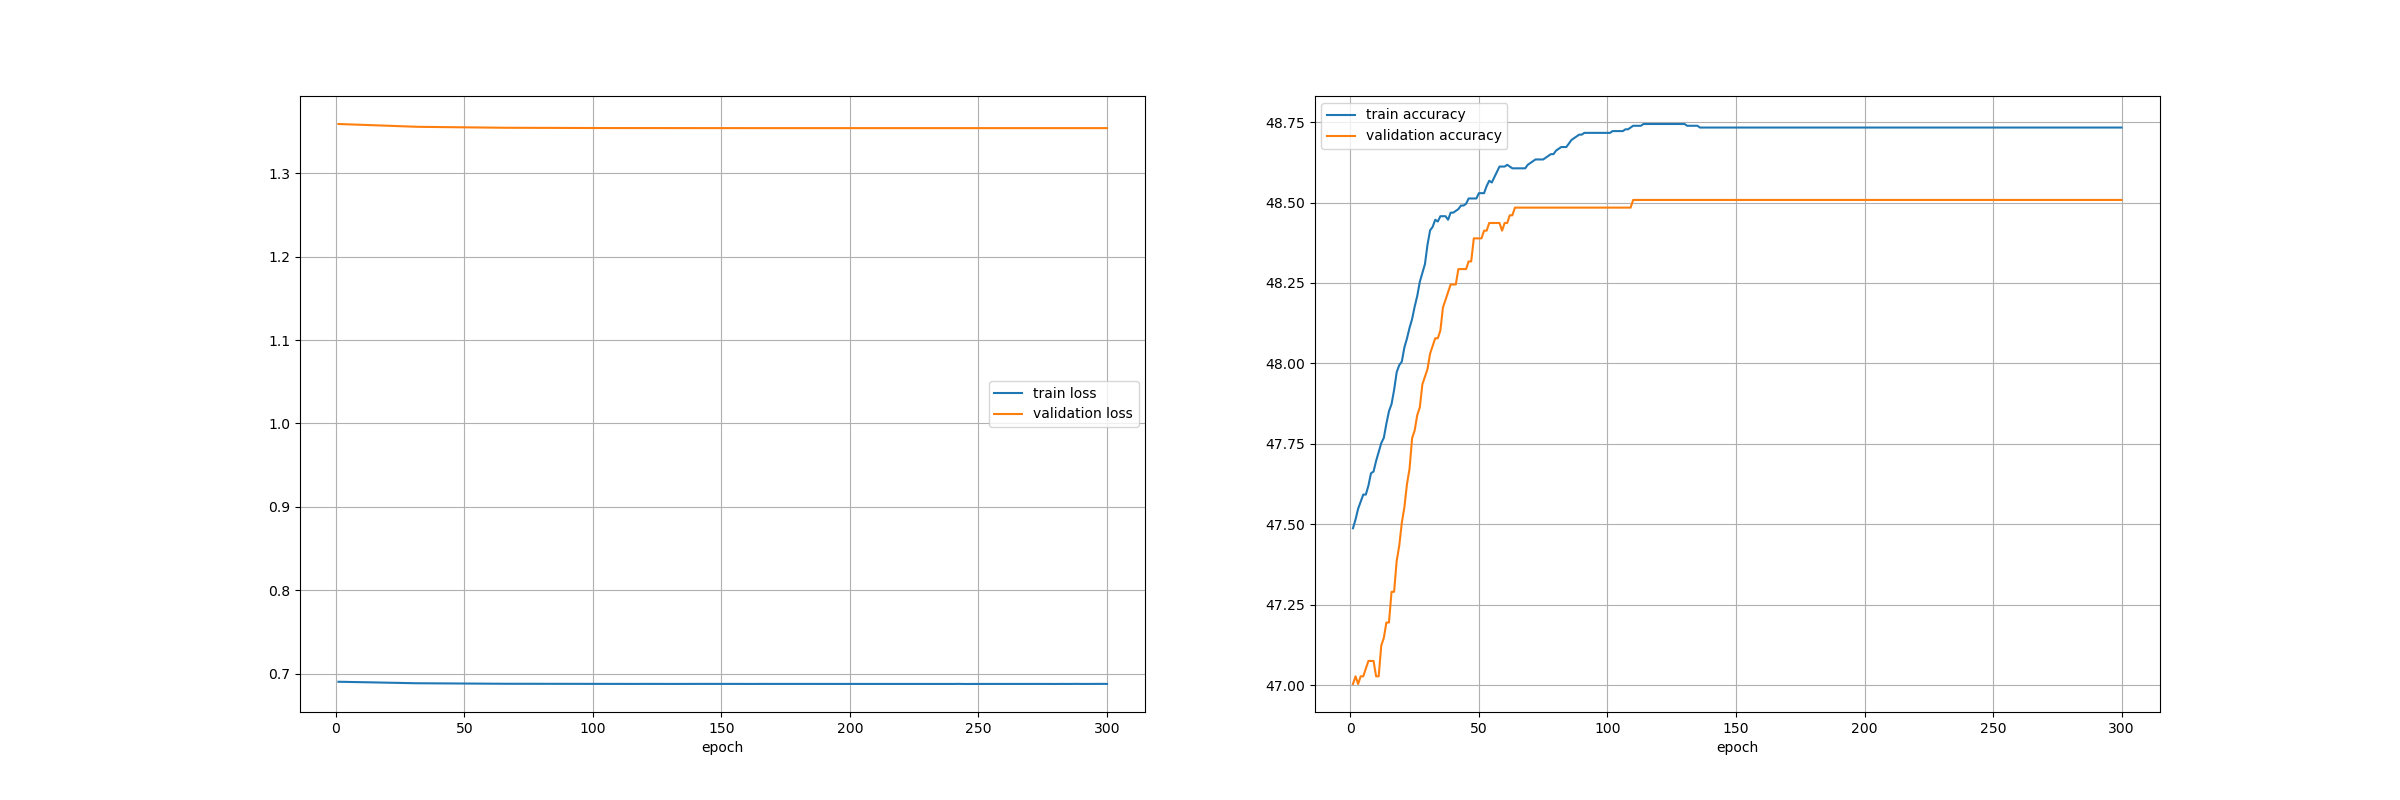 1.3
1.2
1.1
1.0
0.9
0.8
0.7
0 50 100 150 200 250 300
epoch
train loss
validation loss
48.75
48.50
48.25
48.00
47.75
47.50
47.25
47.00
0 50 100 150 200 250 300
epoch
train accuracy
validation accuracy